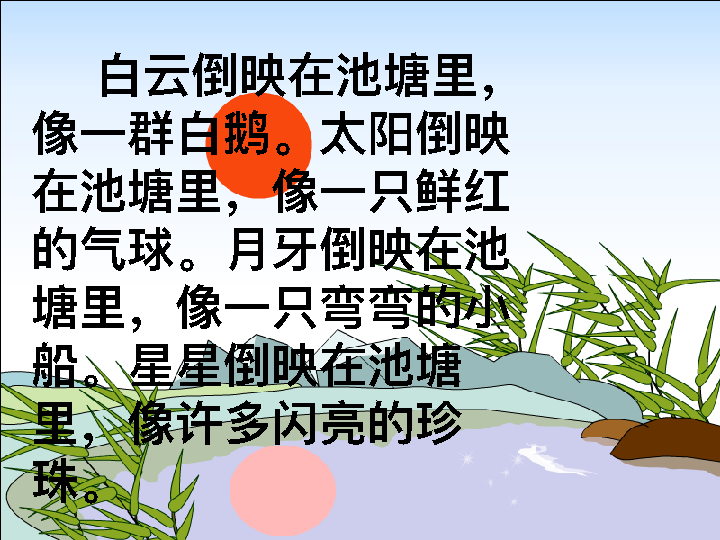 白云倒映在池塘里，
像一群白鹅。太阳倒映
在池塘里，像一只鲜红
的气球。月牙倒映在池
塘里，像一只弯弯的小
船。星星倒映在池塘
里，像许多闪亮的珍
珠。